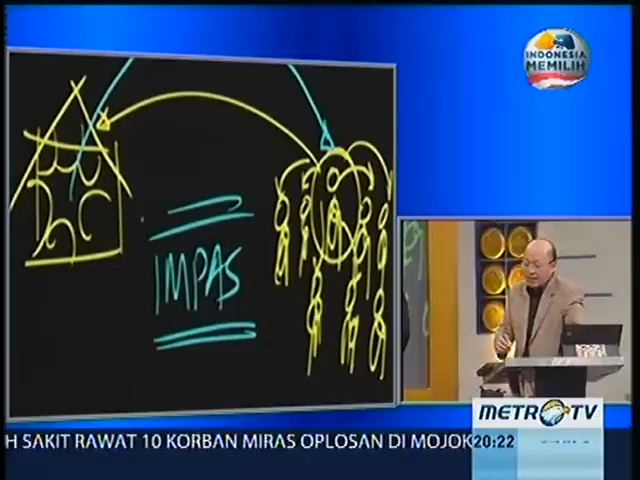 INDONESIA
MEMILIH
IMPAS
METRO TV
H SAKIT RAWAT 10 KORBAN MIRAS OPLOSAN DI MOJOK
20:22